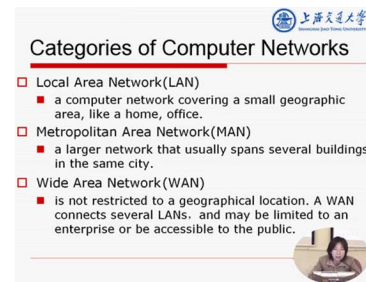 上海交通大学
SHANGHAI JIAO TONG UNIVERSITY
Categories of Computer Networks
Local Area Network(LAN)
a computer network covering a small geographic
area, like a home, office.
Metropolitan Area Network(MAN)
a larger network that usually spans several buildings
in the same city.
Wide Area Network(WAN)
is not restricted to a geographical location. A WAN
connects several LANs, and may be limited to an
enterprise or be accessible to the public.